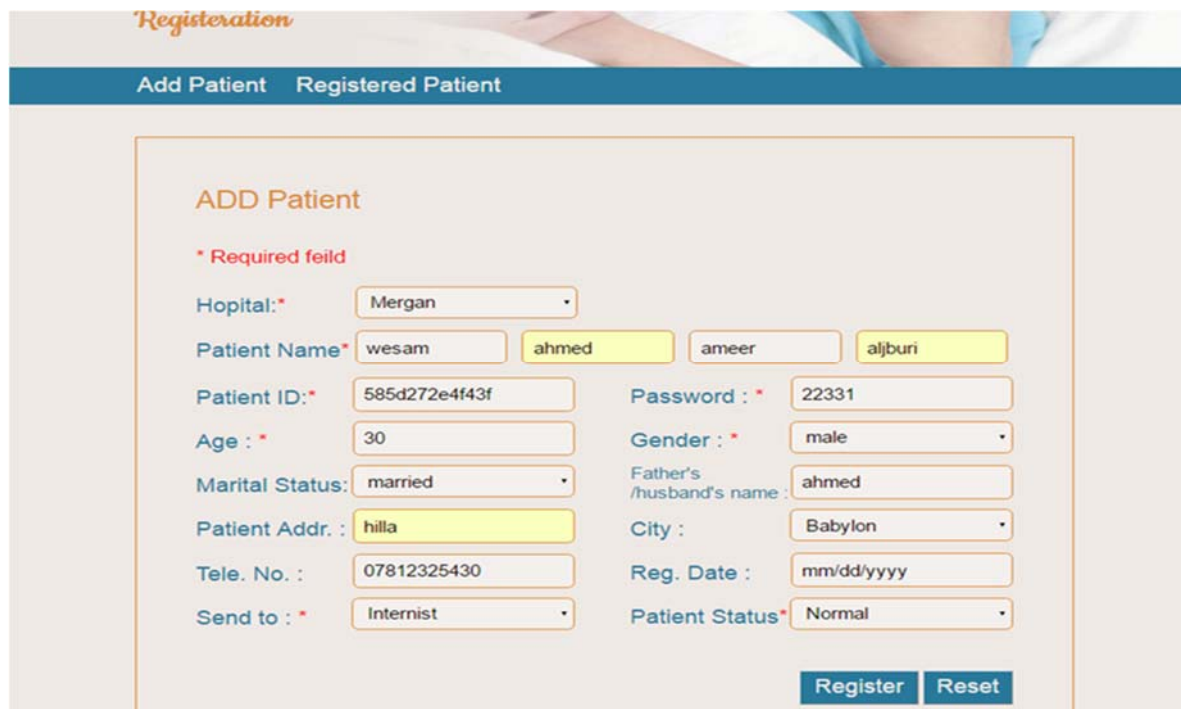 Registeration
Add Patient Registered Patient
ADD Patient
* Required feild
Hopital:* Mergan
Patient Name* wesam ahmed ameer aljburi
Patient ID:* 585d272e4f43f Password : * 22331
Age : * 30 Gender : * male
Marital Status: married Father's /husband's name : ahmed
Patient Addr. : hilla City : Babylon
Tele. No. : 07812325430 Reg. Date : mm/dd/yyyy
Send to : * Internist Patient Status* Normal
Register Reset